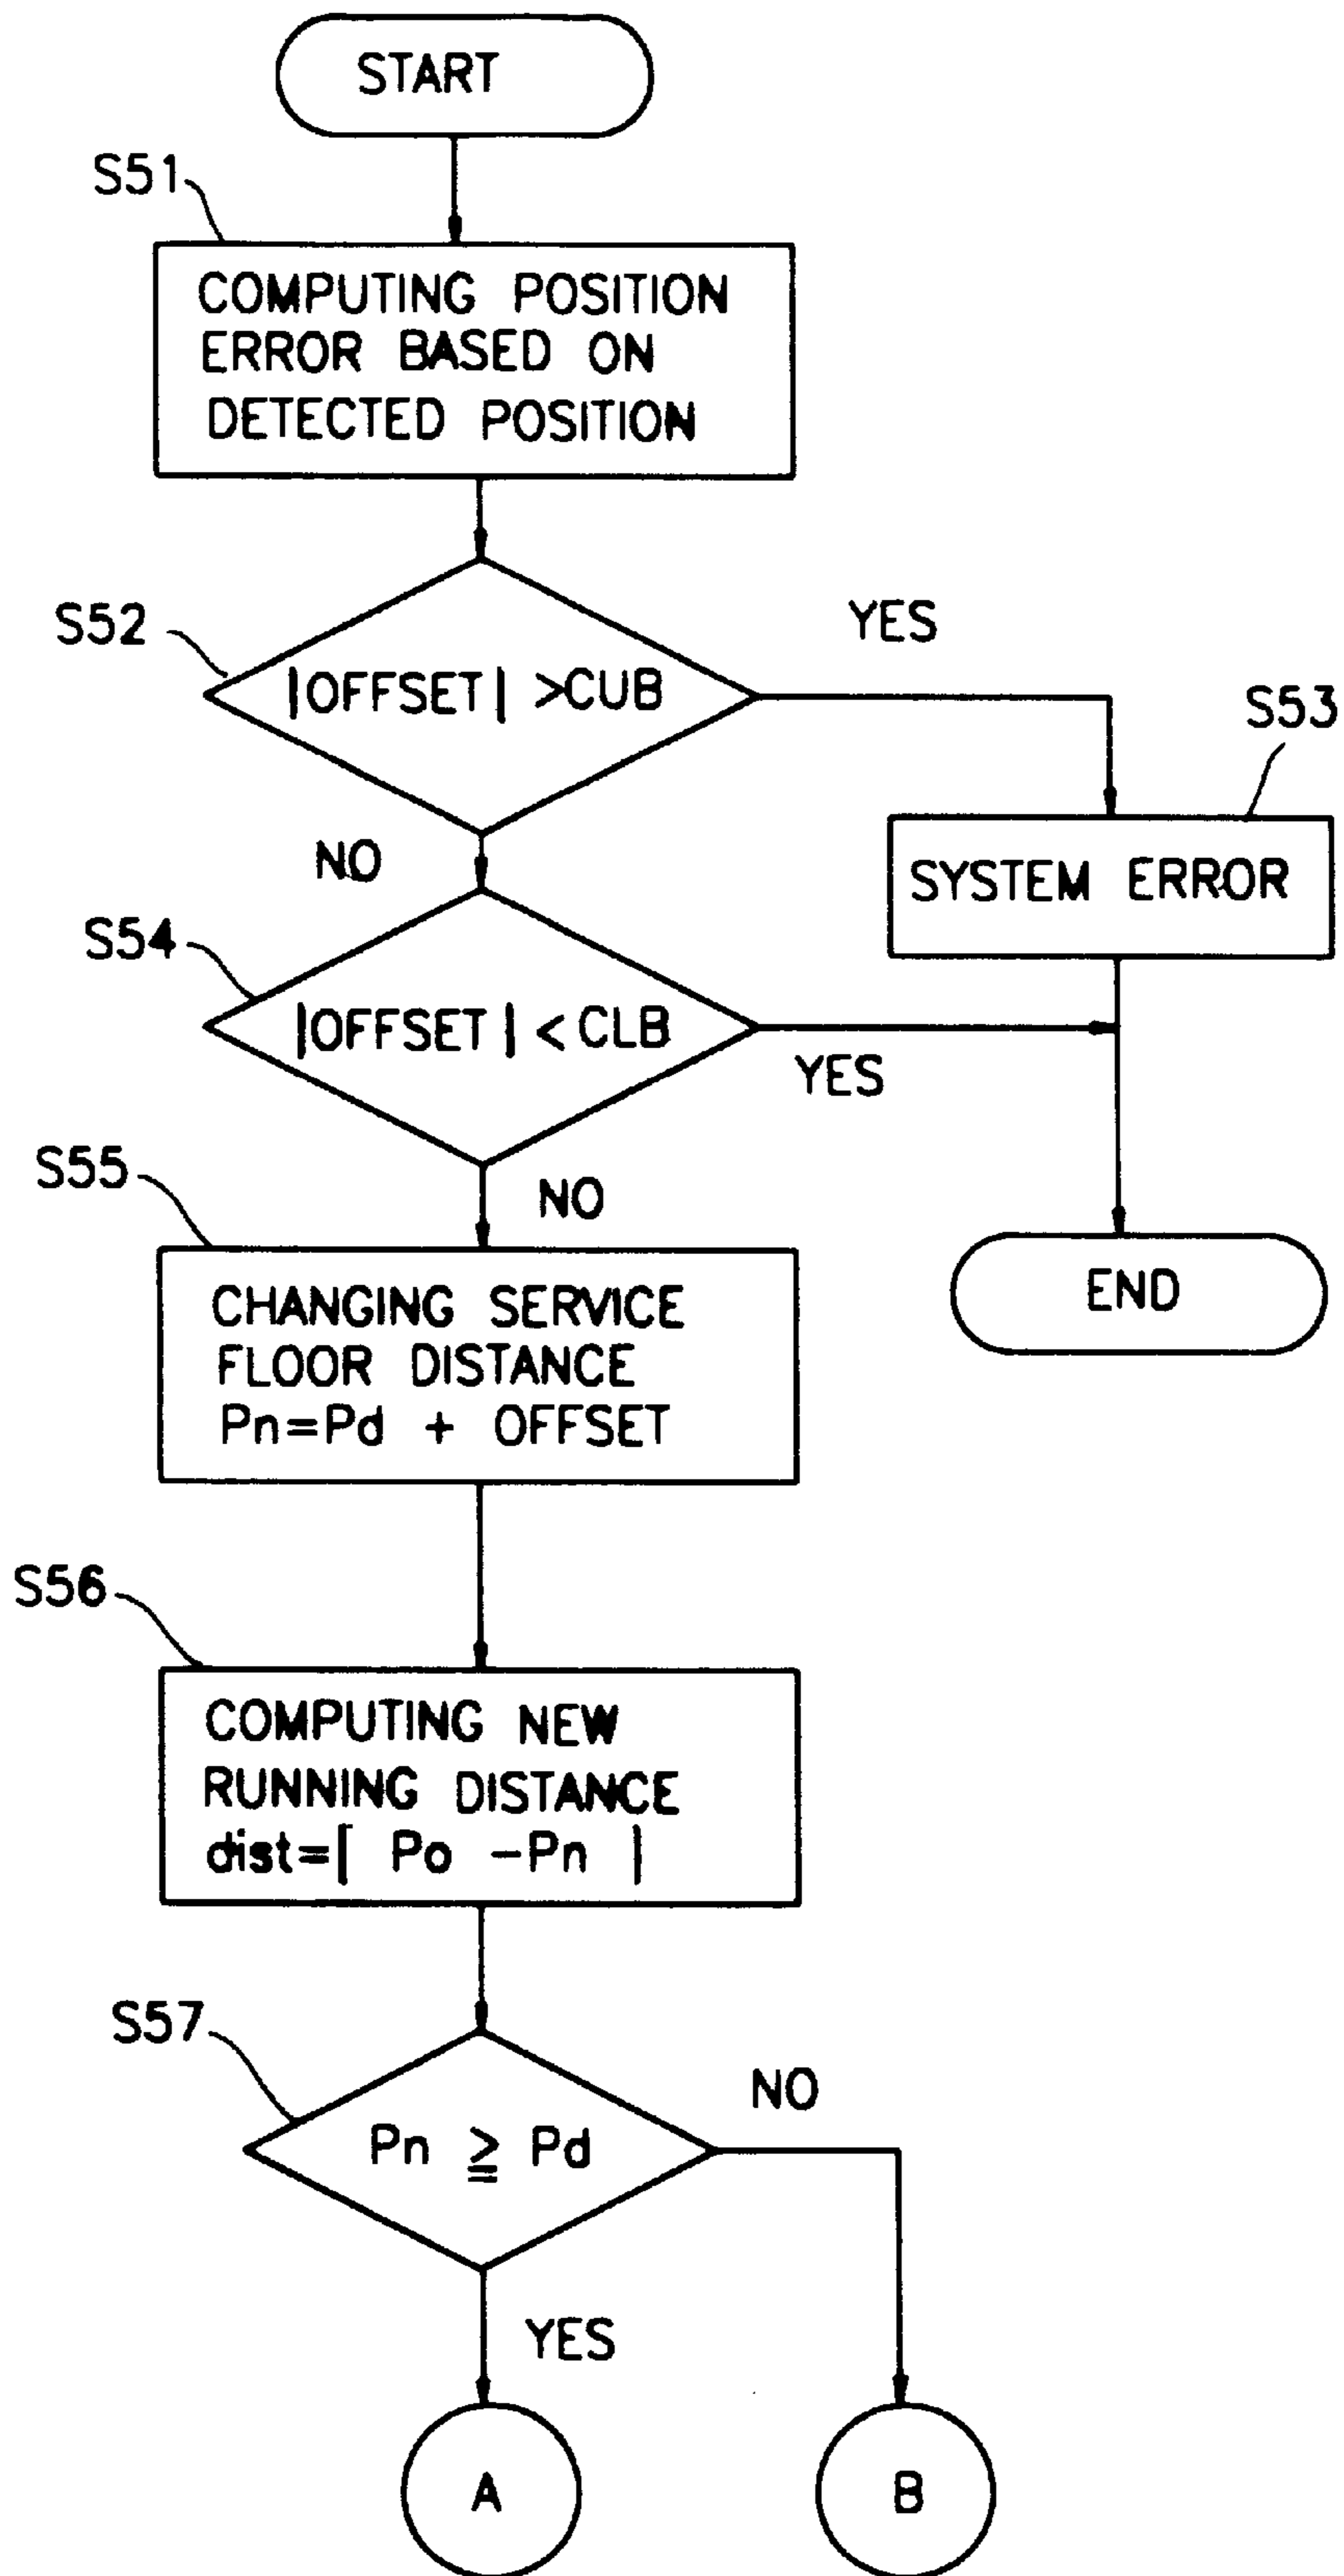 START
S51
COMPUTING POSITION
ERROR BASED ON
DETECTED POSITION
S52
|OFFSET| >CUB
YES
S53
SYSTEM ERROR
NO
S54
|OFFSET| < CLB
YES
S55
NO
END
CHANGING SERVICE
FLOOR DISTANCE
Pn=Pd + OFFSET
S56
COMPUTING NEW
RUNNING DISTANCE
dist=⌈ Po -Pn |
S57
Pn ≧ Pd
NO
YES
A
B